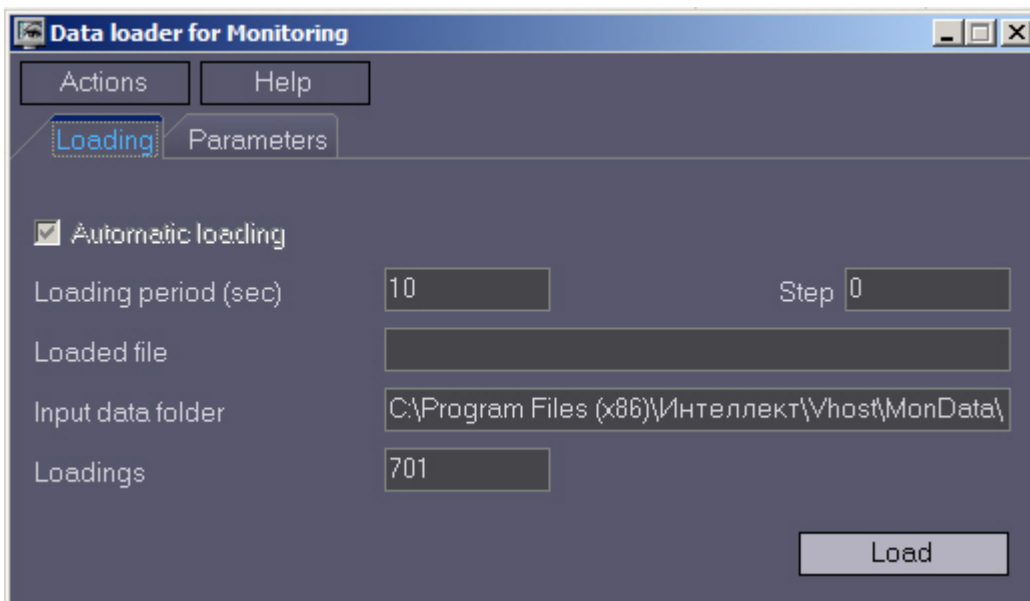 Data loader for Monitoring
Actions Help
Loading Parameters
Automatic loading
Loading period (sec) 10 Step 0
Loaded file
Input data folder C:\Program Files (x86)\Интеллект\Vhost\MonData\
Loadings 701
Load